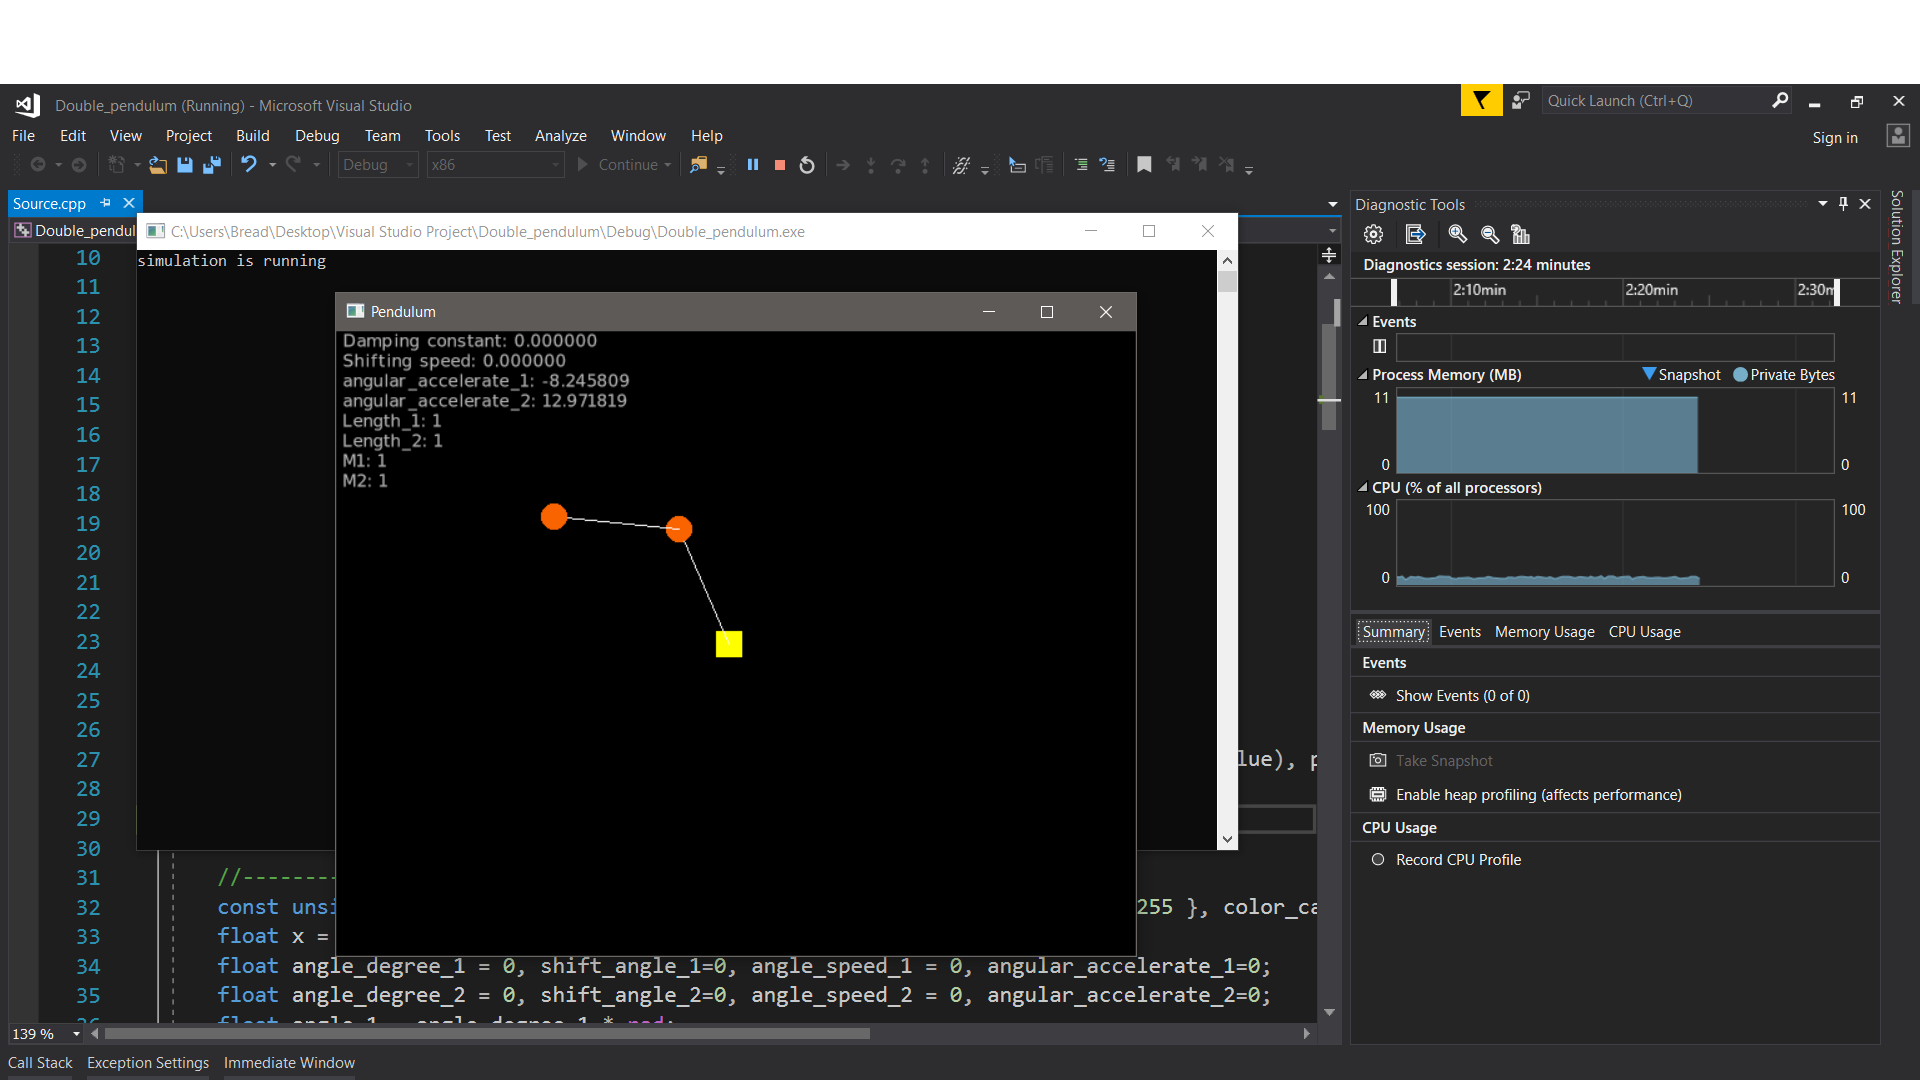 Double_pendulum (Running) - Microsoft Visual Studio
Quick Launch (Ctrl+Q)
File Edit View Project Build Debug Team Tools Test Analyze Window Help
Sign in
Debug x86 Continue
Source.cpp
Double_pendul
C:\Users\Bread\Desktop\Visual Studio Project\Double_pendulum\Debug\Double_pendulum.exe
simulation is running
Pendulum
Damping constant: 0.000000
Shifting speed: 0.000000
angular_accelerate_1: -8.245809
angular_accelerate_2: 12.971819
Length_1: 1
Length_2: 1
M1: 1
M2: 1
10
11
12
13
14
15
16
17
18
19
20
21
22
23
24
25
26
27 lue), p
28
29
30
31 //--------
32 const unsi 255 }, color_ca
33 float x =
34 float angle_degree_1 = 0, shift_angle_1=0, angle_speed_1 = 0, angular_accelerate_1=0;
35 float angle_degree_2 = 0, shift_angle_2=0, angle_speed_2 = 0, angular_accelerate_2=0;
139 %
Call Stack Exception Settings Immediate Window
Diagnostic Tools
Diagnostics session: 2:24 minutes
2:10min 2:20min 2:30m
Events
Process Memory (MB) Snapshot Private Bytes
11 11
0 0
CPU (% of all processors)
100 100
0 0
Summary Events Memory Usage CPU Usage
Events
Show Events (0 of 0)
Memory Usage
Take Snapshot
Enable heap profiling (affects performance)
CPU Usage
Record CPU Profile
Solution Explorer